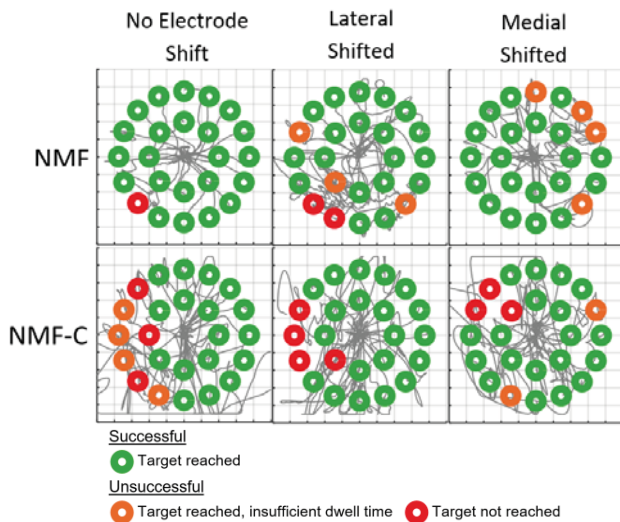 No Electrode Shift
Lateral Shifted
Medial Shifted
NMF
NMF-C
Successful
Target reached
Unsuccessful
Target reached, insufficient dwell time
Target not reached